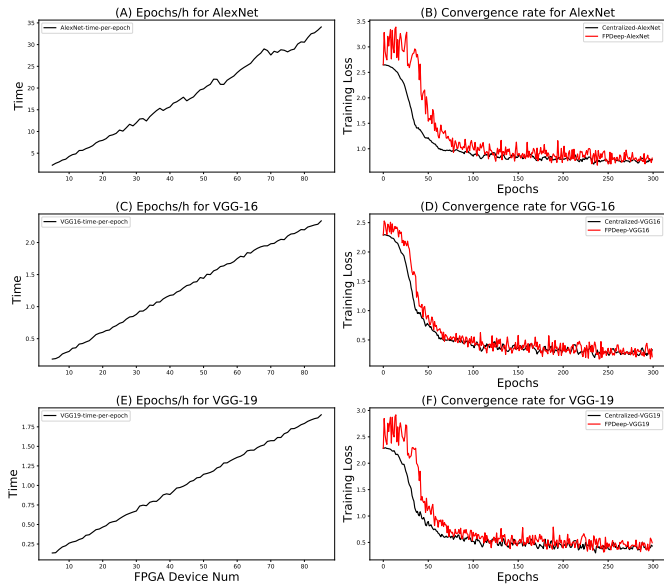 (A) Epochs/h for AlexNet
AlexNet-time-per-epoch
Time
35
30
25
20
15
10
5
10 20 30 40 50 60 70 80
(B) Convergence rate for AlexNet
Centralized-AlexNet
FPDeep-AlexNet
Training Loss
3.5
3.0
2.5
2.0
1.5
1.0
0 50 100 150 200 250 300
Epochs
(C) Epochs/h for VGG-16
VGG16-time-per-epoch
Time
2.0
1.5
1.0
0.5
10 20 30 40 50 60 70 80
(D) Convergence rate for VGG-16
Centralized-VGG16
FPDeep-VGG16
Training Loss
2.5
2.0
1.5
1.0
0.5
0 50 100 150 200 250 300
Epochs
(E) Epochs/h for VGG-19
VGG19-time-per-epoch
Time
1.75
1.50
1.25
1.00
0.75
0.50
0.25
10 20 30 40 50 60 70 80
FPGA Device Num
(F) Convergence rate for VGG-19
Centralized-VGG19
FPDeep-VGG19
Training Loss
3.0
2.5
2.0
1.5
1.0
0.5
0 50 100 150 200 250 300
Epochs